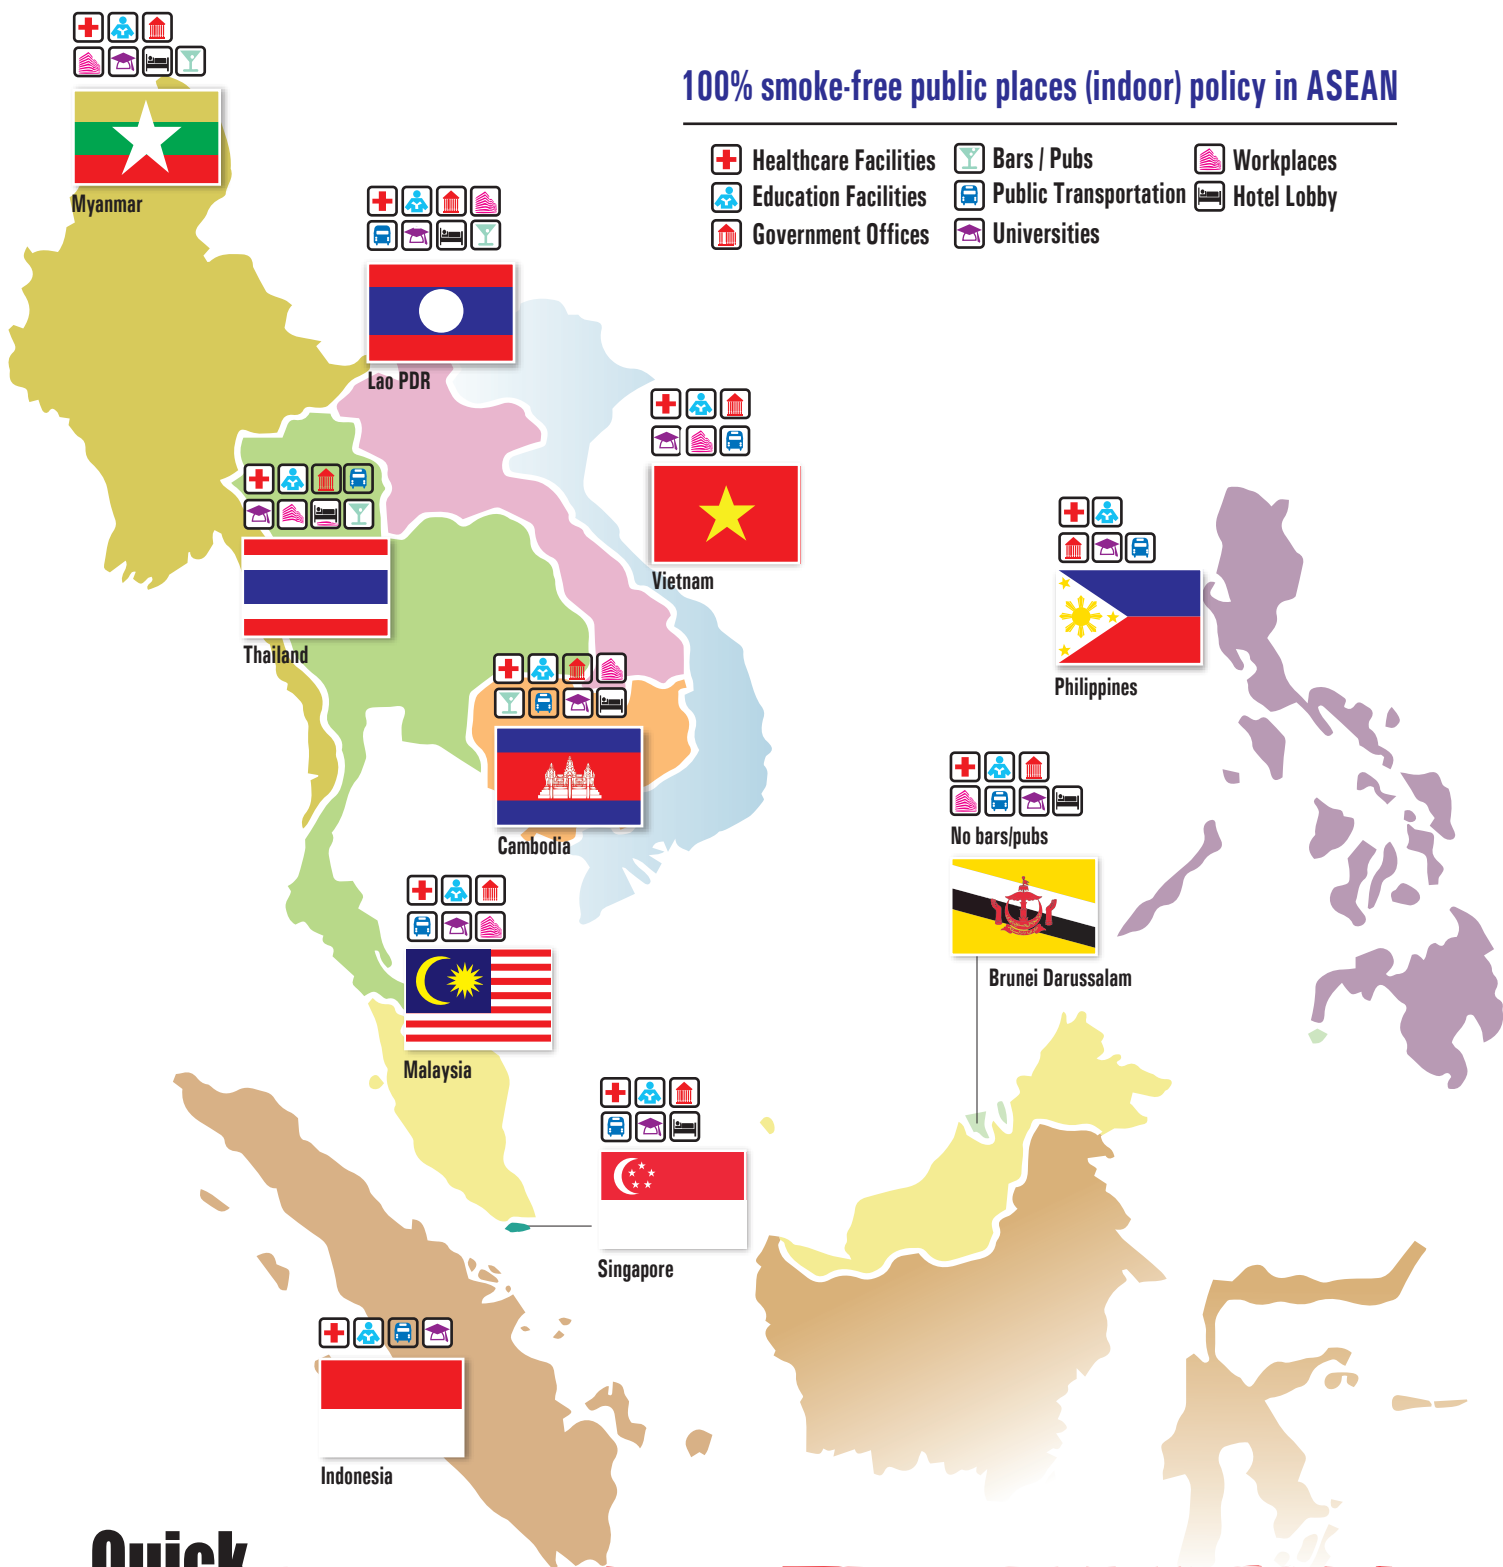 100% smoke-free public places (indoor) policy in ASEAN
Healthcare Facilities
Education Facilities
Government Offices
Bars / Pubs
Public Transportation
Universities
Workplaces
Hotel Lobby
Myanmar
Lao PDR
Vietnam
Thailand
Philippines
Cambodia
No bars/pubs
Brunei Darussalam
Malaysia
Singapore
Indonesia
Quick